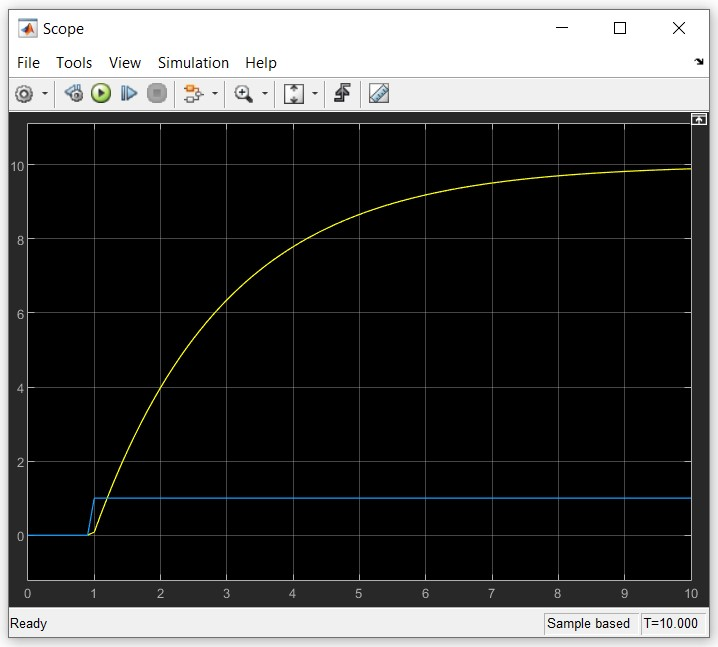 Scope
File Tools View Simulation Help
10
8
6
4
2
0
0 1 2 3 4 5 6 7 8 9 10
Ready Sample based T=10.000